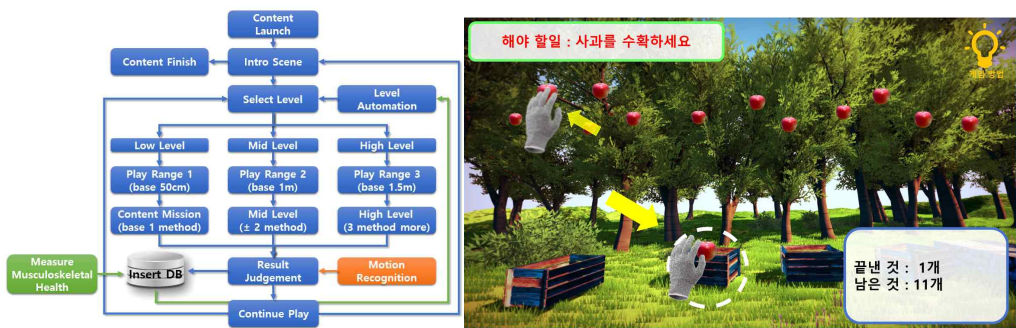 Content
Launch
Content Finish
Intro Scene
Select Level
Level
Automation
Low Level
Mid Level
High Level
Play Range 1
(base 50cm)
Play Range 2
(base 1m)
Play Range 3
(base 1.5m)
Content Mission
(base 1 method)
Mid Level
(± 2 method)
High Level
(3 method more)
Measure
Musculoskeletal
Health
Insert DB
Result
Judgement
Motion
Recognition
Continue Play
해야 할일 : 사과를 수확하세요
게임 방법
끝낸 것 : 1개
남은 것 : 11개